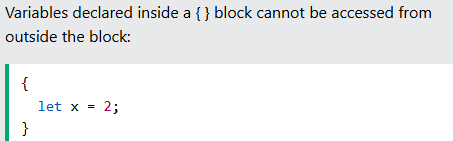 Variables declared inside a { } block cannot be accessed from
outside the block:
{
  let x = 2;
}